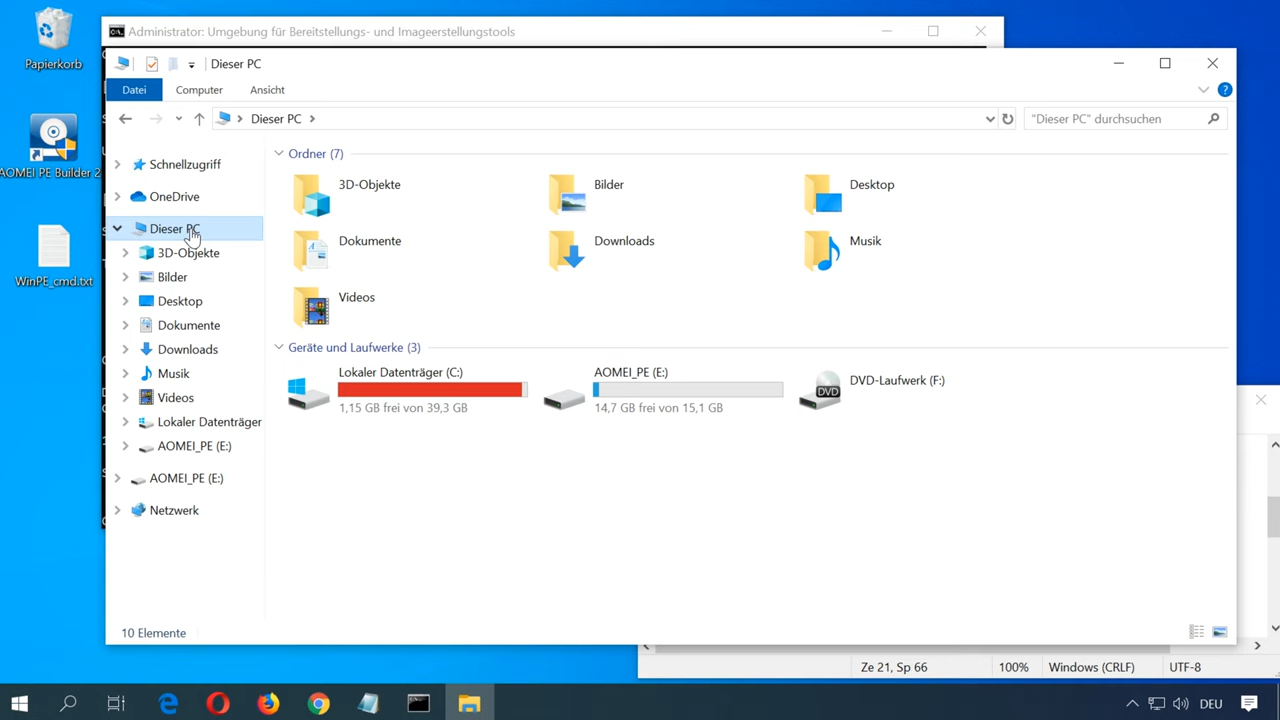 Papierkorb
AOMEI PE Builder 2
WinPE_cmd.txt
Administrator: Umgebung für Bereitstellungs- und Imageerstellungstools
Dieser PC
Datei
Computer
Ansicht
Dieser PC
"Dieser PC" durchsuchen
Schnellzugriff
OneDrive
Dieser PC
3D-Objekte
Bilder
Desktop
Dokumente
Downloads
Musik
Videos
Lokaler Datenträger
AOMEI_PE (E:)
AOMEI_PE (E:)
Netzwerk
Ordner (7)
3D-Objekte
Bilder
Desktop
Dokumente
Downloads
Musik
Videos
Geräte und Laufwerke (3)
Lokaler Datenträger (C:)
1,15 GB frei von 39,3 GB
AOMEI_PE (E:)
14,7 GB frei von 15,1 GB
DVD
DVD-Laufwerk (F:)
10 Elemente
Ze 21, Sp 66
100%
Windows (CRLF)
UTF-8
DEU